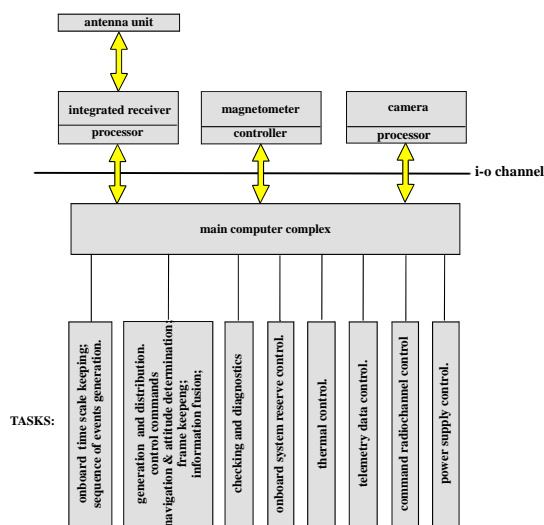 antenna unit
integrated receiver
processor
magnetometer
controller
camera
processor
i-o channel
main computer complex
TASKS:
onboard time scale keeping;
sequence of events generation.
generation and distribution.
control commands
navigation & attitude determination;
frame keepeng;
information fusion;
checking and diagnostics
onboard system reserve control.
thermal control.
telemetry data control.
command radiochannel control
power supply control.